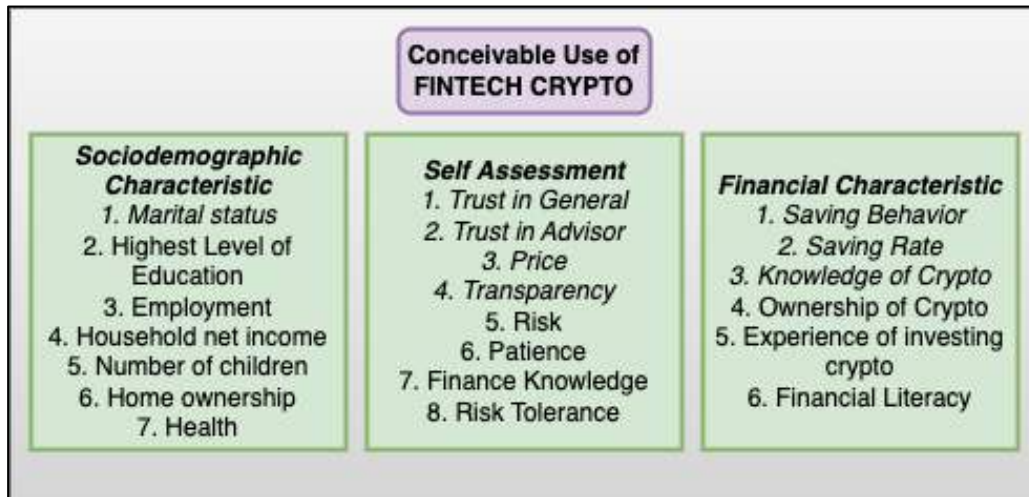 Conceivable Use of
FINTECH CRYPTO
Sociodemographic
Characteristic
1. Marital status
2. Highest Level of
Education
3. Employment
4. Household net income
5. Number of children
6. Home ownership
7. Health
Self Assessment
1. Trust in General
2. Trust in Advisor
3. Price
4. Transparency
5. Risk
6. Patience
7. Finance Knowledge
8. Risk Tolerance
Financial Characteristic
1. Saving Behavior
2. Saving Rate
3. Knowledge of Crypto
4. Ownership of Crypto
5. Experience of investing
crypto
6. Financial Literacy